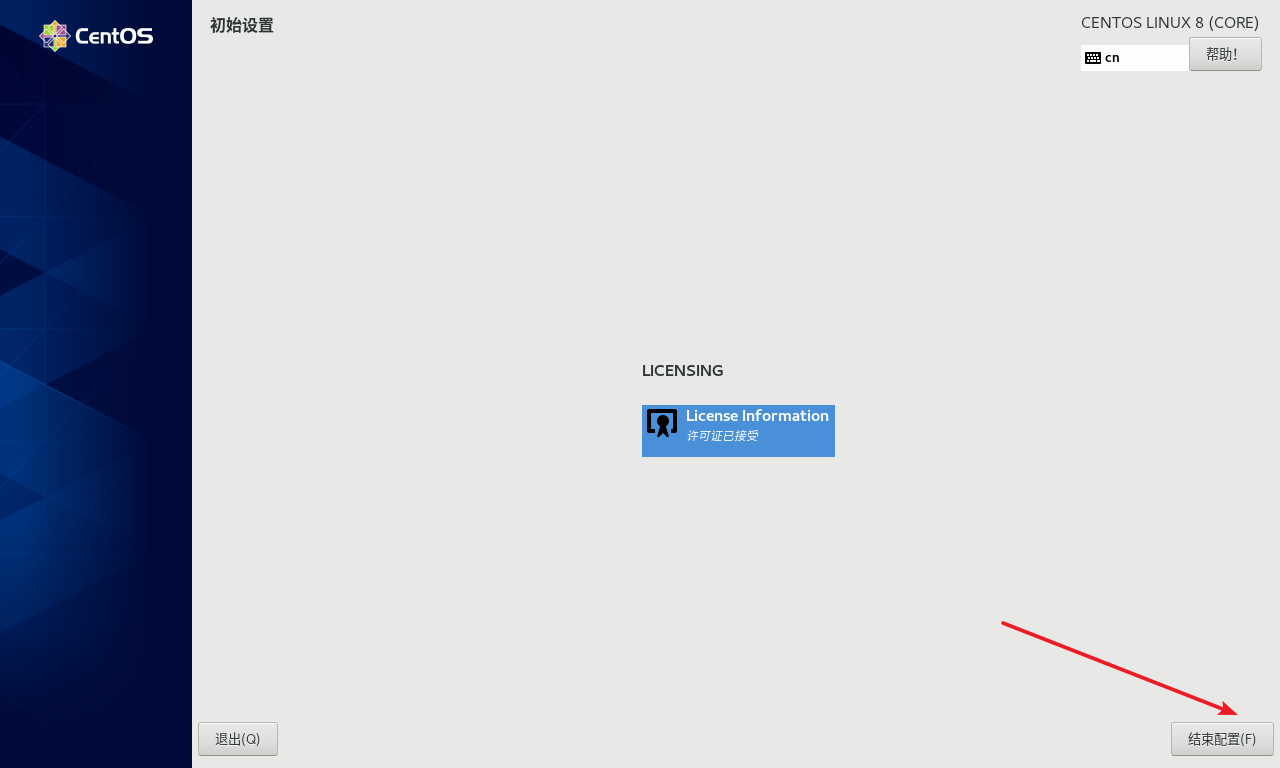 CentOS
初始设置
CENTOS LINUX 8 (CORE)
cn
帮助!
LICENSING
License Information
许可证已接受
退出(Q)
结束配置(F)